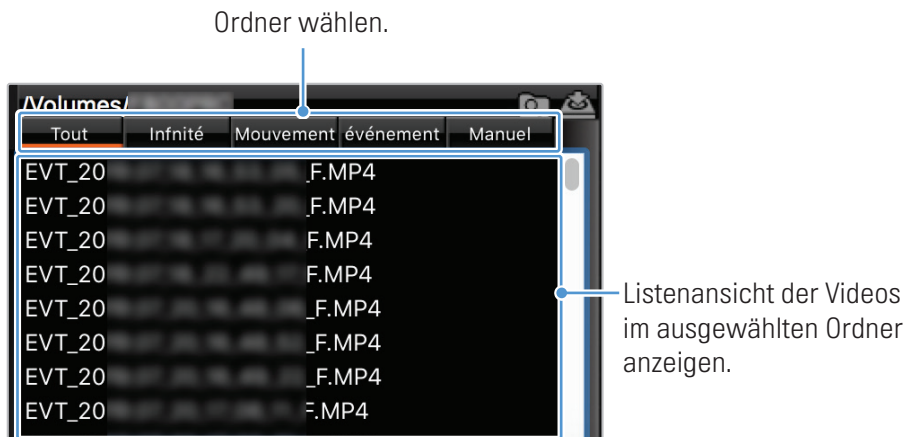 Ordner wählen.
/Volumes/
Tout Infnité Mouvement événement Manuel
EVT_20 _F.MP4
EVT_20 _F.MP4
EVT_20 F.MP4
EVT_20 F.MP4
EVT_20 _F.MP4
EVT_20 _F.MP4
EVT_20 _F.MP4
EVT_20 F.MP4
Listenansicht der Videos
im ausgewählten Ordner
anzeigen.